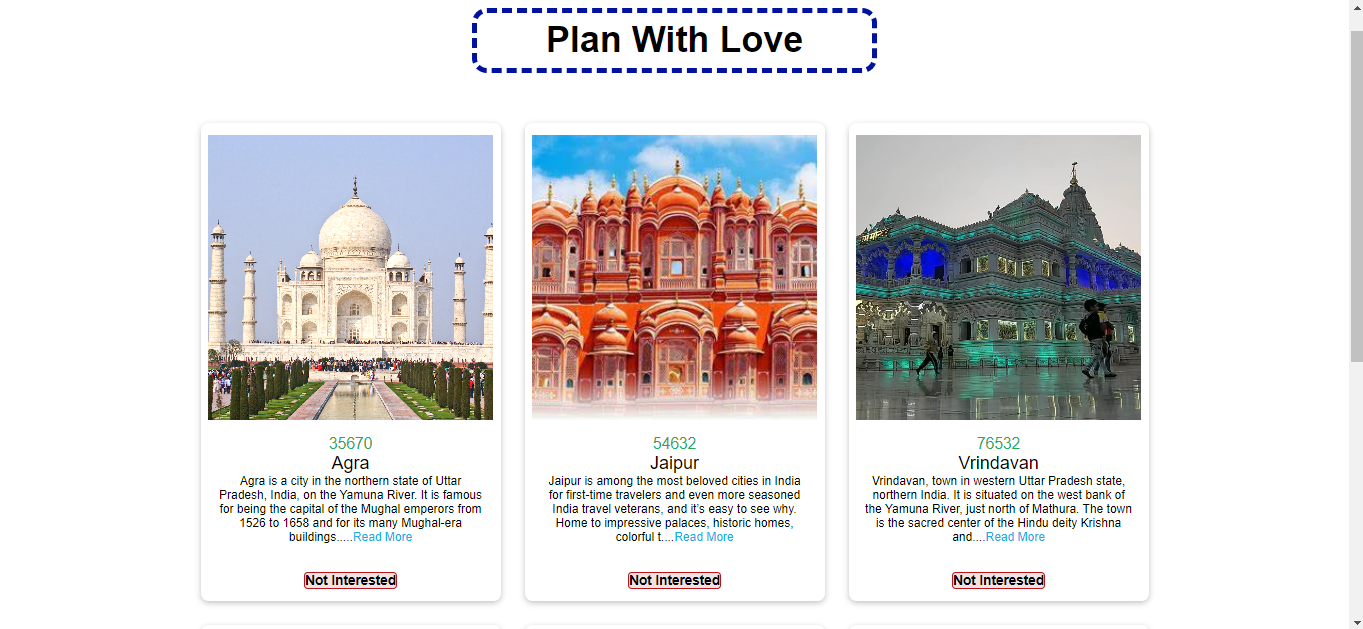 Plan With Love
35670
Agra
Agra is a city in the northern state of Uttar
Pradesh, India, on the Yamuna River. It is famous
for being the capital of the Mughal emperors from
1526 to 1658 and for its many Mughal-era
buildings.....Read More
Not Interested
54632
Jaipur
Jaipur is among the most beloved cities in India
for first-time travelers and even more seasoned
India travel veterans, and it’s easy to see why.
Home to impressive palaces, historic homes,
colorful t....Read More
Not Interested
76532
Vrindavan
Vrindavan, town in western Uttar Pradesh state,
northern India. It is situated on the west bank of
the Yamuna River, just north of Mathura. The town
is the sacred center of the Hindu deity Krishna
and....Read More
Not Interested